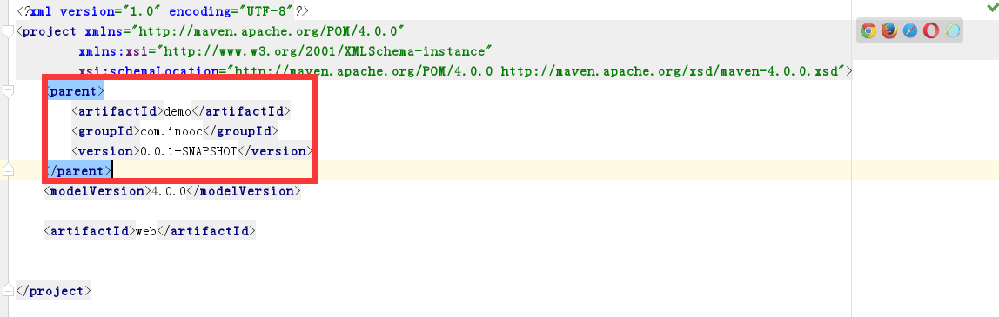 <?xml version="1.0" encoding="UTF-8"?>
<project xmlns="http://maven.apache.org/POM/4.0.0"
xmlns:xsi="http://www.w3.org/2001/XMLSchema-instance"
xsi:schemaLocation="http://maven.apache.org/POM/4.0.0 http://maven.apache.org/xsd/maven-4.0.0.xsd">
<parent>
<artifactId>demo</artifactId>
<groupId>com.imooc</groupId>
<version>0.0.1-SNAPSHOT</version>
</parent>
<modelVersion>4.0.0</modelVersion>
<artifactId>web</artifactId>
</project>